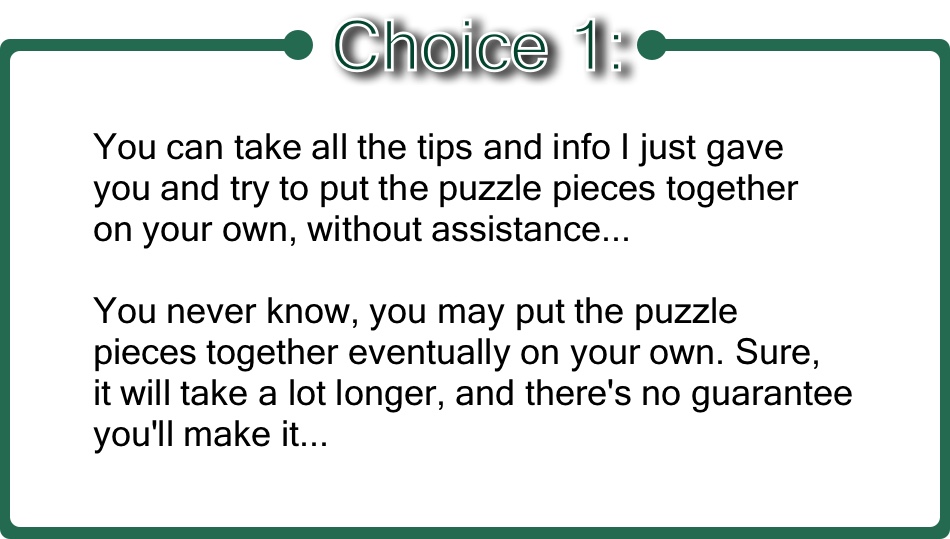 Choice 1:
You can take all the tips and info I just gave
you and try to put the puzzle pieces together
on your own, without assistance...
You never know, you may put the puzzle
pieces together eventually on your own. Sure,
it will take a lot longer, and there's no guarantee
you'll make it...